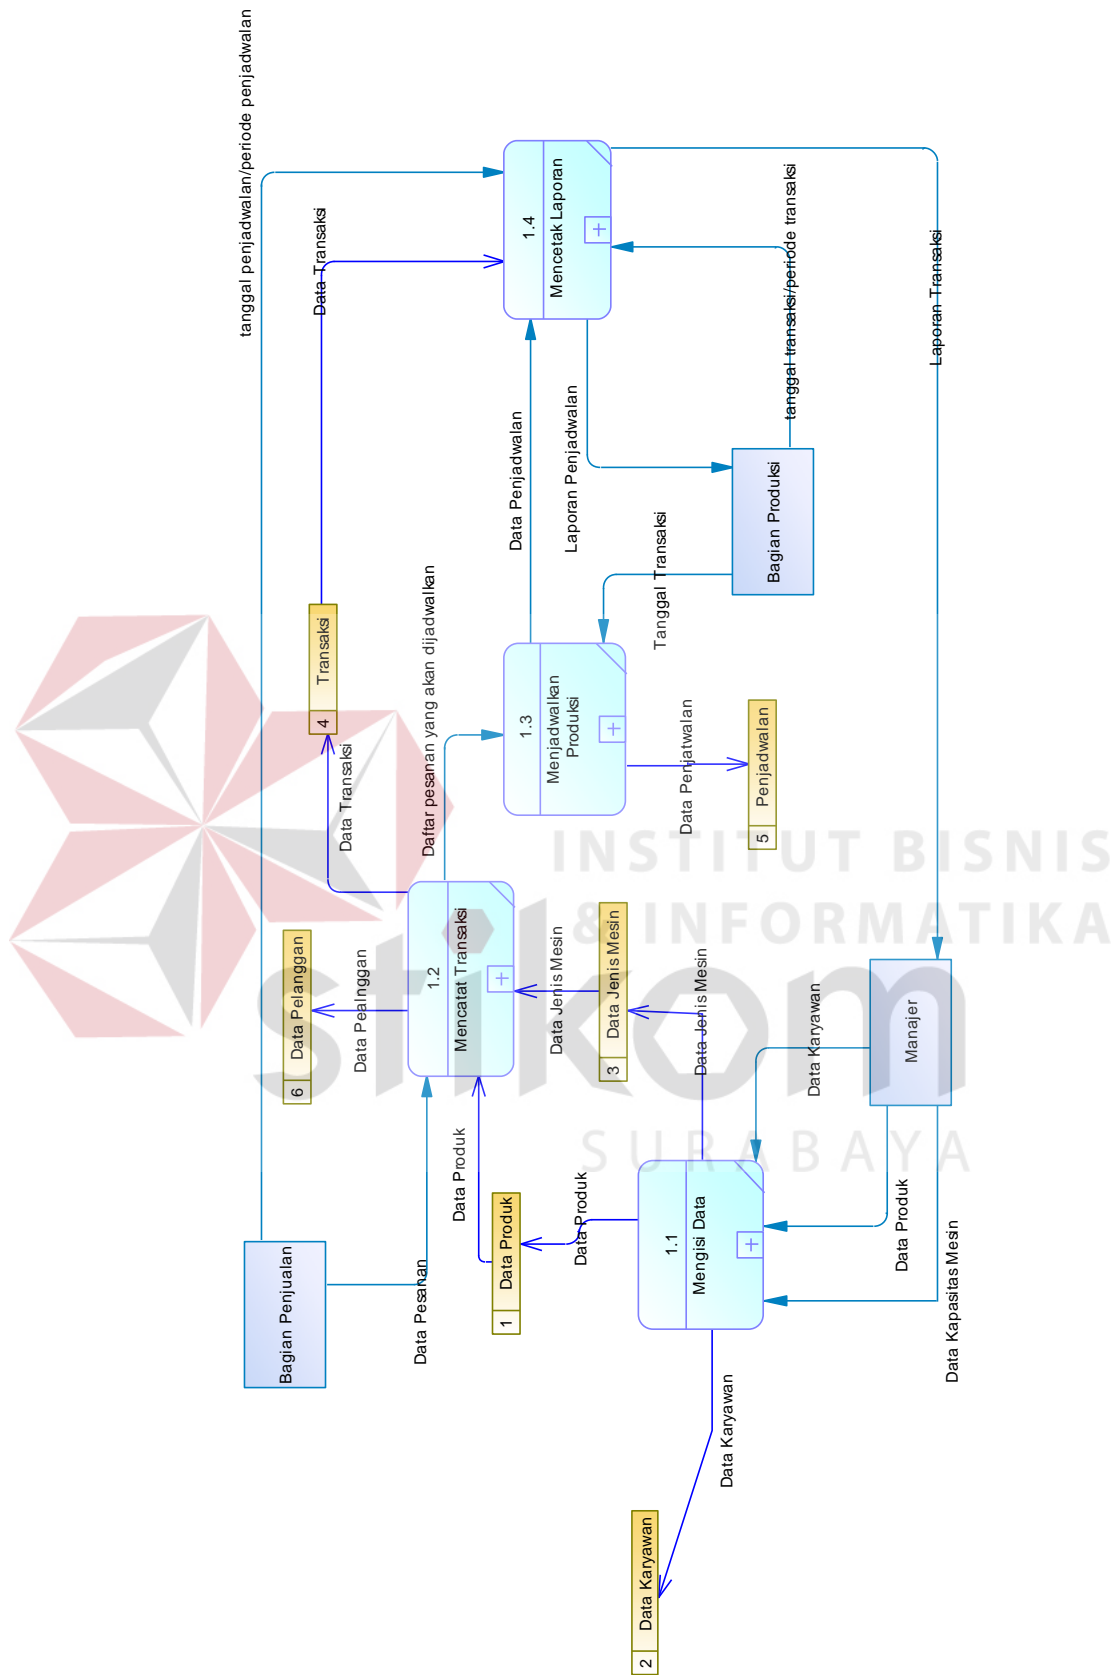 tanggal penjadwalan/periode penjadwalan
Data Transaksi
1.4
Mencetak Laporan
tanggal transaksi/periode transaksi
Laporan Transaksi
Data Penjadwalan
Laporan Penjadwalan
Bagian Produksi
Tanggal Transaksi
4
Transaksi
Data Transaksi
Daftar pesanan yang akan dijadwalkan
1.3
Menjadwalkan
Produksi
Data Penjatwalan
5
Penjadwalan
6
Data Pelanggan
Data Pealnggan
1.2
Mencatat Transaksi
Data Jenis Mesin
3
Data Jenis Mesin
Data Jenis Mesin
Data Karyawan
Manajer
Bagian Penjualan
Data Pesanan
Data Produk
1
Data Produk
Data Produk
1.1
Mengisi Data
Data Produk
Data Kapasitas Mesin
Data Karyawan
2
Data Karyawan
INSTITUT BISNIS
& INFORMATIKA
stikom
SURABAYA